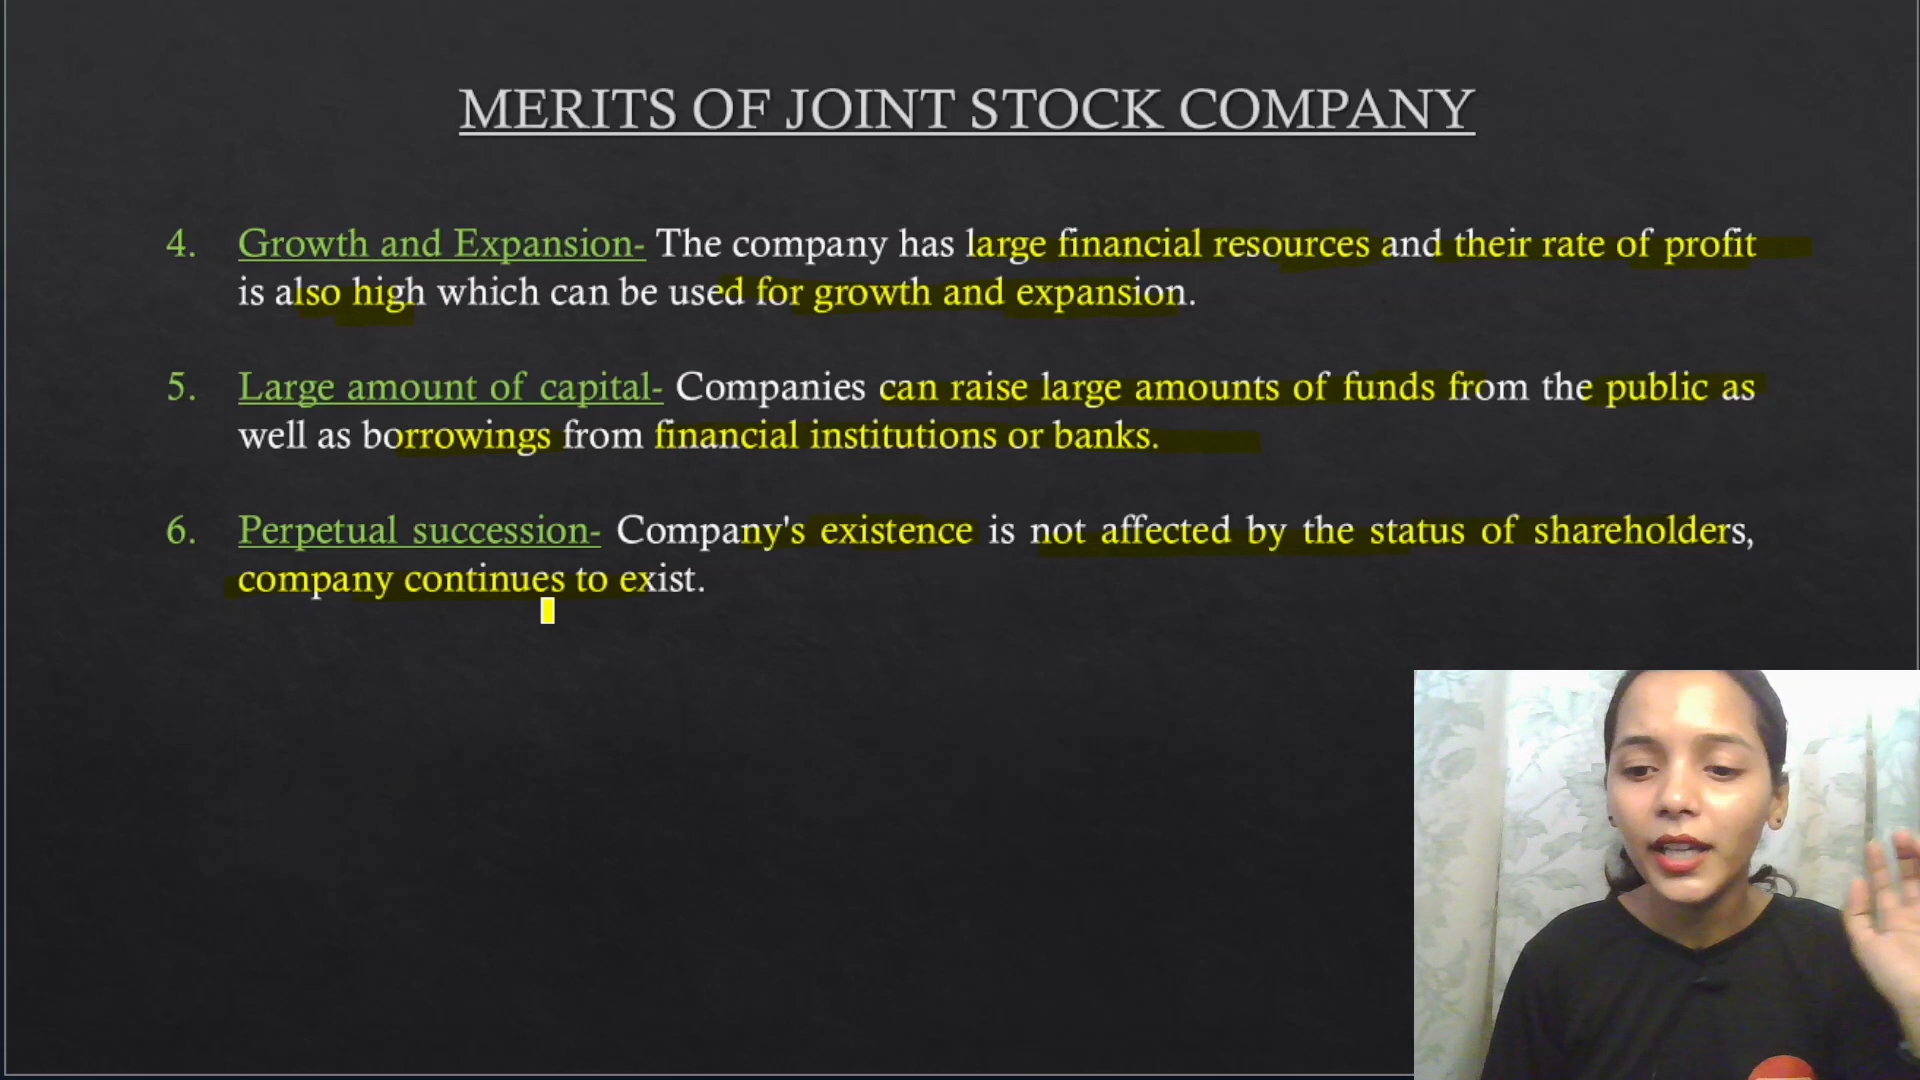 MERITS OF JOINT STOCK COMPANY
4. Growth and Expansion- The company has large financial resources and their rate of profit
is also high which can be used for growth and expansion.
5. Large amount of capital- Companies can raise large amounts of funds from the public as
well as borrowings from financial institutions or banks.
6. Perpetual succession- Company's existence is not affected by the status of shareholders,
company continues to exist.